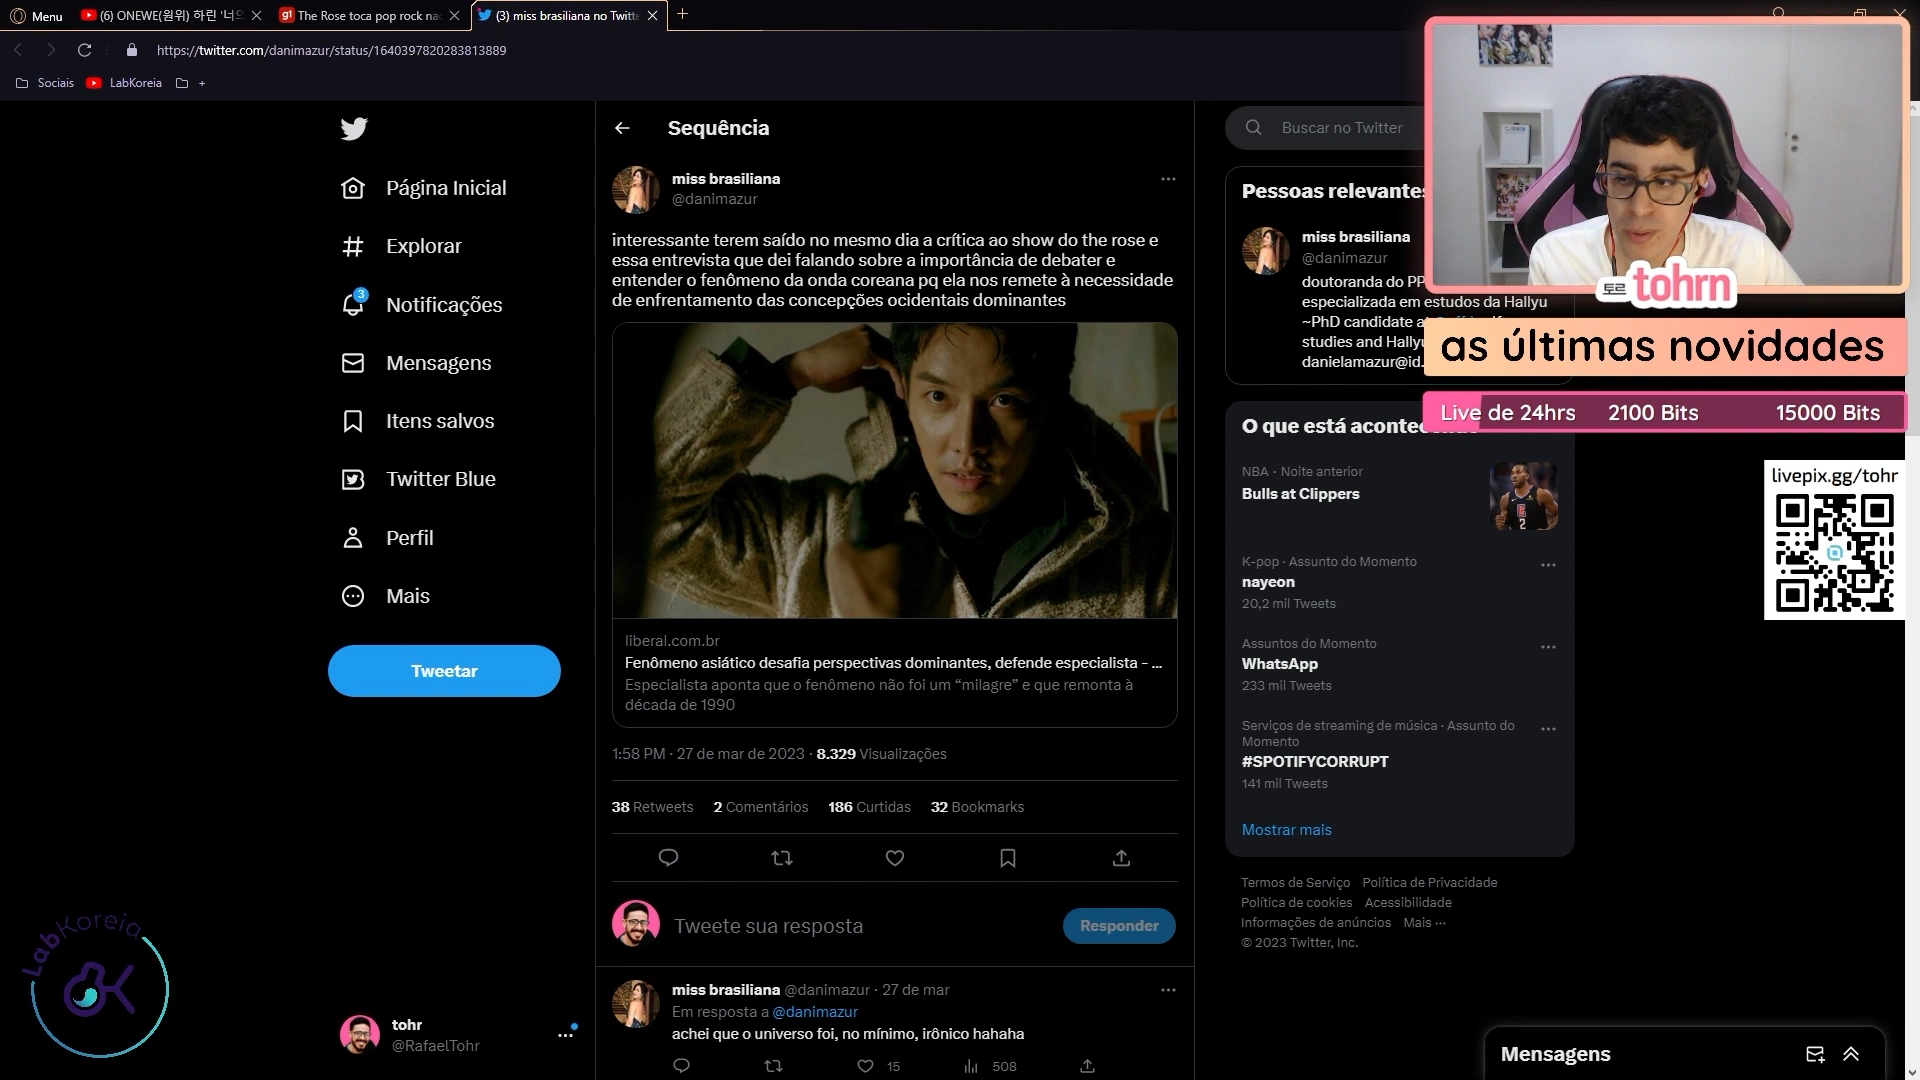 Menu
(6) ONEWE(원위) 하린 '너의
The Rose toca pop rock na
(3) miss brasiliana no Twitte
https://twitter.com/danimazur/status/1640397820283813889
Sociais
LabKoreia
+
Página Inicial
Explorar
3
Notificações
Mensagens
Itens salvos
Twitter Blue
Perfil
Mais
Tweetar
LabKoreia
tohr
@RafaelTohr
Sequência
miss brasiliana
@danimazur
interessante terem saído no mesmo dia a crítica ao show do the rose e
essa entrevista que dei falando sobre a importância de debater e
entender o fenômeno da onda coreana pq ela nos remete à necessidade
de enfrentamento das concepções ocidentais dominantes
liberal.com.br
Fenômeno asiático desafia perspectivas dominantes, defende especialista - ...
Especialista aponta que o fenômeno não foi um “milagre” e que remonta à
década de 1990
1:58 PM · 27 de mar de 2023 · 8.329 Visualizações
38 Retweets 2 Comentários 186 Curtidas 32 Bookmarks
Tweete sua resposta
Responder
miss brasiliana @danimazur · 27 de mar
Em resposta a @danimazur
achei que o universo foi, no mínimo, irônico hahaha
15
508
Buscar no Twitter
Pessoas relevantes
miss brasiliana
@danimazur
doutoranda do PP
especializada em estudos da Hallyu
~PhD candidate at
studies and Hallyu
danielamazur@id.
O que está acontecendo
NBA · Noite anterior
Bulls at Clippers
K-pop · Assunto do Momento
nayeon
20,2 mil Tweets
Assuntos do Momento
WhatsApp
233 mil Tweets
Serviços de streaming de música · Assunto do
Momento
#SPOTIFYCORRUPT
141 mil Tweets
Mostrar mais
Termos de Serviço Política de Privacidade
Política de cookies Acessibilidade
Informações de anúncios Mais ···
© 2023 Twitter, Inc.
토르 tohrn
as últimas novidades
Live de 24hrs 2100 Bits 15000 Bits
livepix.gg/tohr
Mensagens